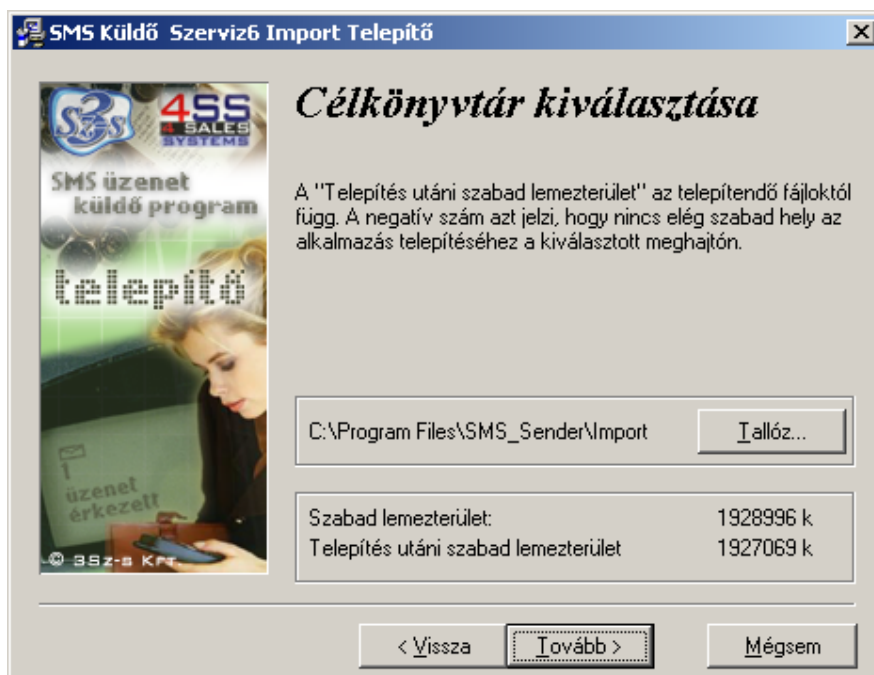 SMS Küldő Szerviz6 Import Telepítő
3
Sz-s
4SS
4 SALES
SYSTEMS
SMS üzenet
küldő program
telepítő
1
üzenet
érkezett
© 3Sz-s Kft.
Célkönyvtár kiválasztása
A "Telepítés utáni szabad lemezterület" az telepítendő fájloktól
függ. A negatív szám azt jelzi, hogy nincs elég szabad hely az
alkalmazás telepítéséhez a kiválasztott meghajtón.
C:\Program Files\SMS_Sender\Import Tallóz...
Szabad lemezterület: 1928996 k
Telepítés utáni szabad lemezterület 1927069 k
< Vissza Tovább > Mégsem